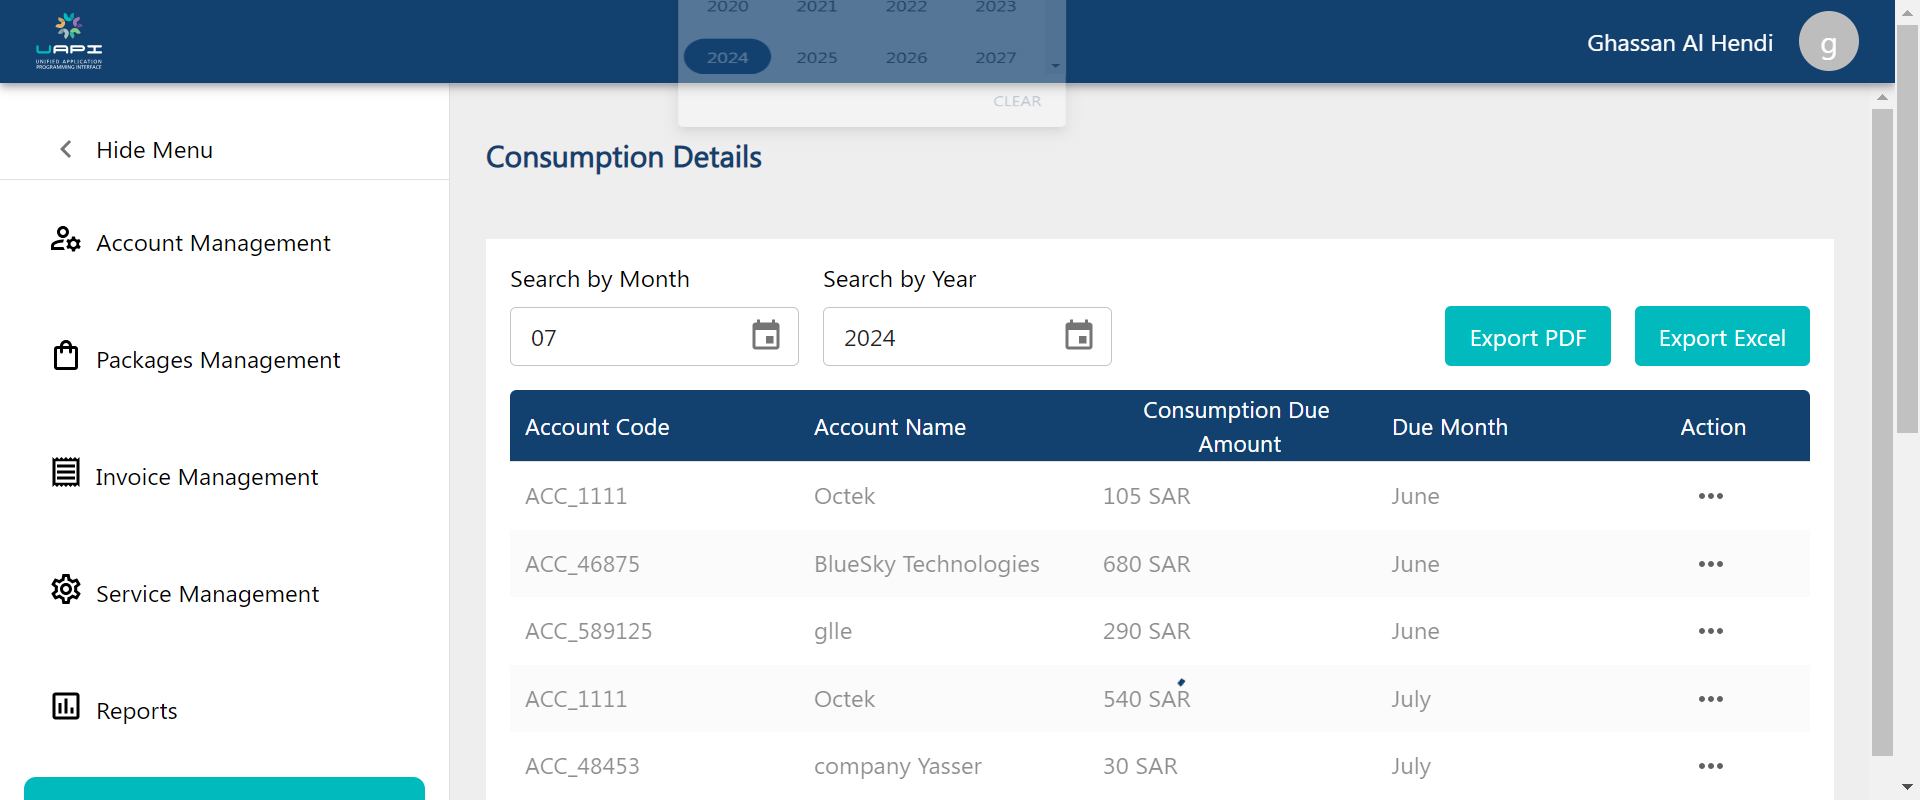 2020 2021 2022 2023
2024 2025 2026 2027
CLEAR
UAPI
UNIFIED APPLICATION
PROGRAMMING INTERFACE
Ghassan Al Hendi
g
Hide Menu
Account Management
Packages Management
Invoice Management
Service Management
Reports
Consumption Details
Search by Month
Search by Year
07
2024
Export PDF
Export Excel
Account Code Account Name Consumption Due Amount Due Month Action
ACC_1111 Octek 105 SAR June
ACC_46875 BlueSky Technologies 680 SAR June
ACC_589125 glle 290 SAR June
ACC_1111 Octek 540 SAR July
ACC_48453 company Yasser 30 SAR July